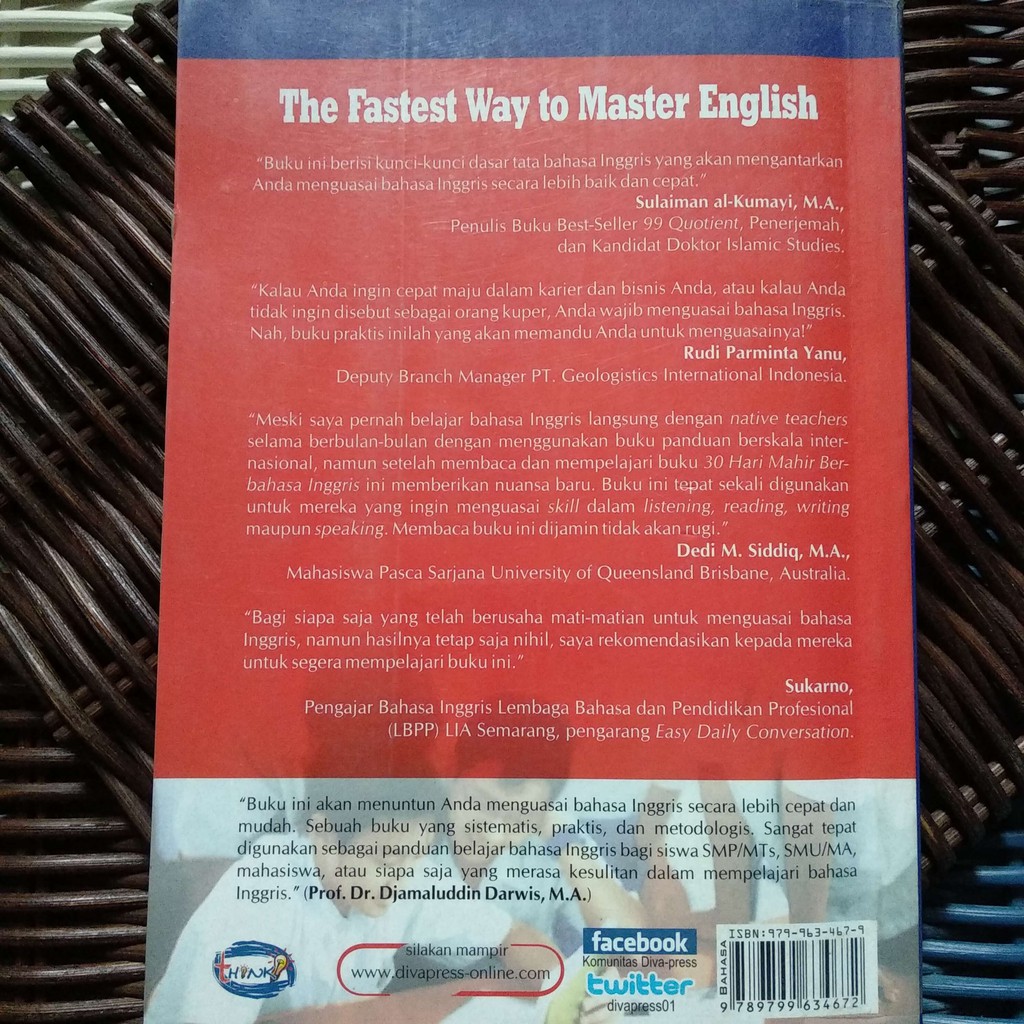 The Fastest Way to Master English
“Buku ini berisi kunci-kunci dasar tata bahasa Inggris yang akan mengantarkan
Anda menguasai bahasa Inggris secara lebih baik dan cepat.”
Sulaiman al-Kumayi, M.A.,
Penulis Buku Best-Seller 99 Quotient, Penerjemah,
dan Kandidat Doktor Islamic Studies.
“Kalau Anda ingin cepat maju dalam karier dan bisnis Anda, atau kalau Anda
tidak ingin disebut sebagai orang kuper, Anda wajib menguasai bahasa Inggris.
Nah, buku praktis inilah yang akan memandu Anda untuk menguasainya!”
Rudi Parminta Yanu,
Deputy Branch Manager PT. Geologistics International Indonesia.
“Meski saya pernah belajar bahasa Inggris langsung dengan native teachers
selama berbulan-bulan dengan menggunakan buku panduan berskala inter-
nasional, namun setelah membaca dan mempelajari buku 30 Hari Mahir Ber-
bahasa Inggris ini memberikan nuansa baru. Buku ini tepat sekali digunakan
untuk mereka yang ingin menguasai skill dalam listening, reading, writing
maupun speaking. Membaca buku ini dijamin tidak akan rugi.”
Dedi M. Siddiq, M.A.,
Mahasiswa Pasca Sarjana University of Queensland Brisbane, Australia.
“Bagi siapa saja yang telah berusaha mati-matian untuk menguasai bahasa
Inggris, namun hasilnya tetap saja nihil, saya rekomendasikan kepada mereka
untuk segera mempelajari buku ini.”
Sukarno,
Pengajar Bahasa Inggris Lembaga Bahasa dan Pendidikan Profesional
(LBPP) LIA Semarang, pengarang Easy Daily Conversation.
“Buku ini akan menuntun Anda menguasai bahasa Inggris secara lebih cepat dan
mudah. Sebuah buku yang sistematis, praktis, dan metodologis. Sangat tepat
digunakan sebagai panduan belajar bahasa Inggris bagi siswa SMP/MTs, SMU/MA,
mahasiswa, atau siapa saja yang merasa kesulitan dalam mempelajari bahasa
Inggris.” (Prof. Dr. Djamaluddin Darwis, M.A.)
THINK
silakan mampir
www.divapress-online.com
facebook
Komunitas Diva-press
twitter
divapress01
BAHASA
ISBN:979-963-467-9
9 789799 634672